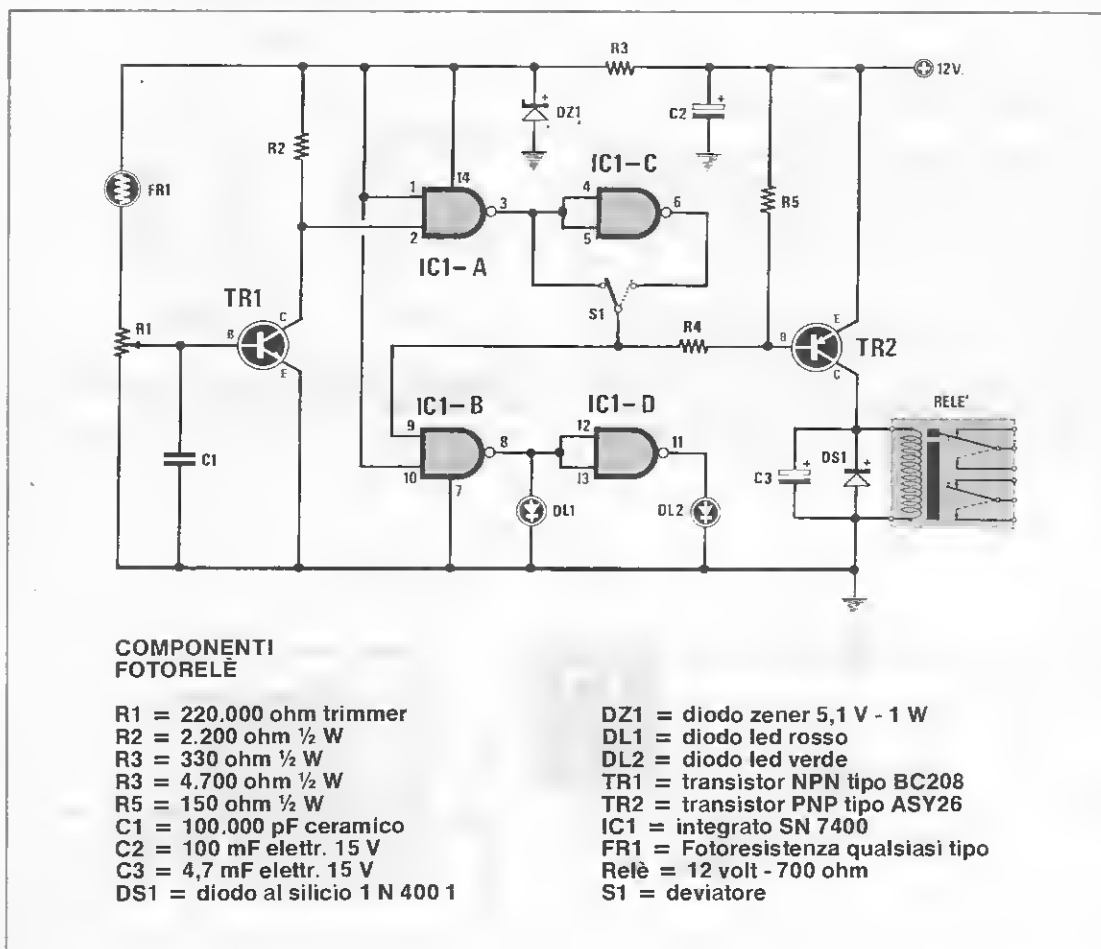 R3
12V.
DZ1
C2
R2
IC1-C
FR1
14
1
3
4
6
R5
2
5
IC1-A
TR1
S1
C
E
R1
B
R4
B
TR2
E
C
IC1-B
IC1-D
RELE'
9
12
8
11
C1
10
13
C3
DS1
7
DL1
DL2
COMPONENTI
FOTORELÈ
R1 = 220.000 ohm trimmer
R2 = 2.200 ohm ½ W
R3 = 330 ohm ½ W
R3 = 4.700 ohm ½ W
R5 = 150 ohm ½ W
C1 = 100.000 pF ceramico
C2 = 100 mF elettr. 15 V
C3 = 4,7 mF elettr. 15 V
DS1 = diodo al silicio 1 N 400 1
DZ1 = diodo zener 5,1 V - 1 W
DL1 = diodo led rosso
DL2 = diodo led verde
TR1 = transistor NPN tipo BC208
TR2 = transistor PNP tipo ASY26
IC1 = integrato SN 7400
FR1 = Fotoresistenza qualsiasi tipo
Relè = 12 volt - 700 ohm
S1 = deviatore